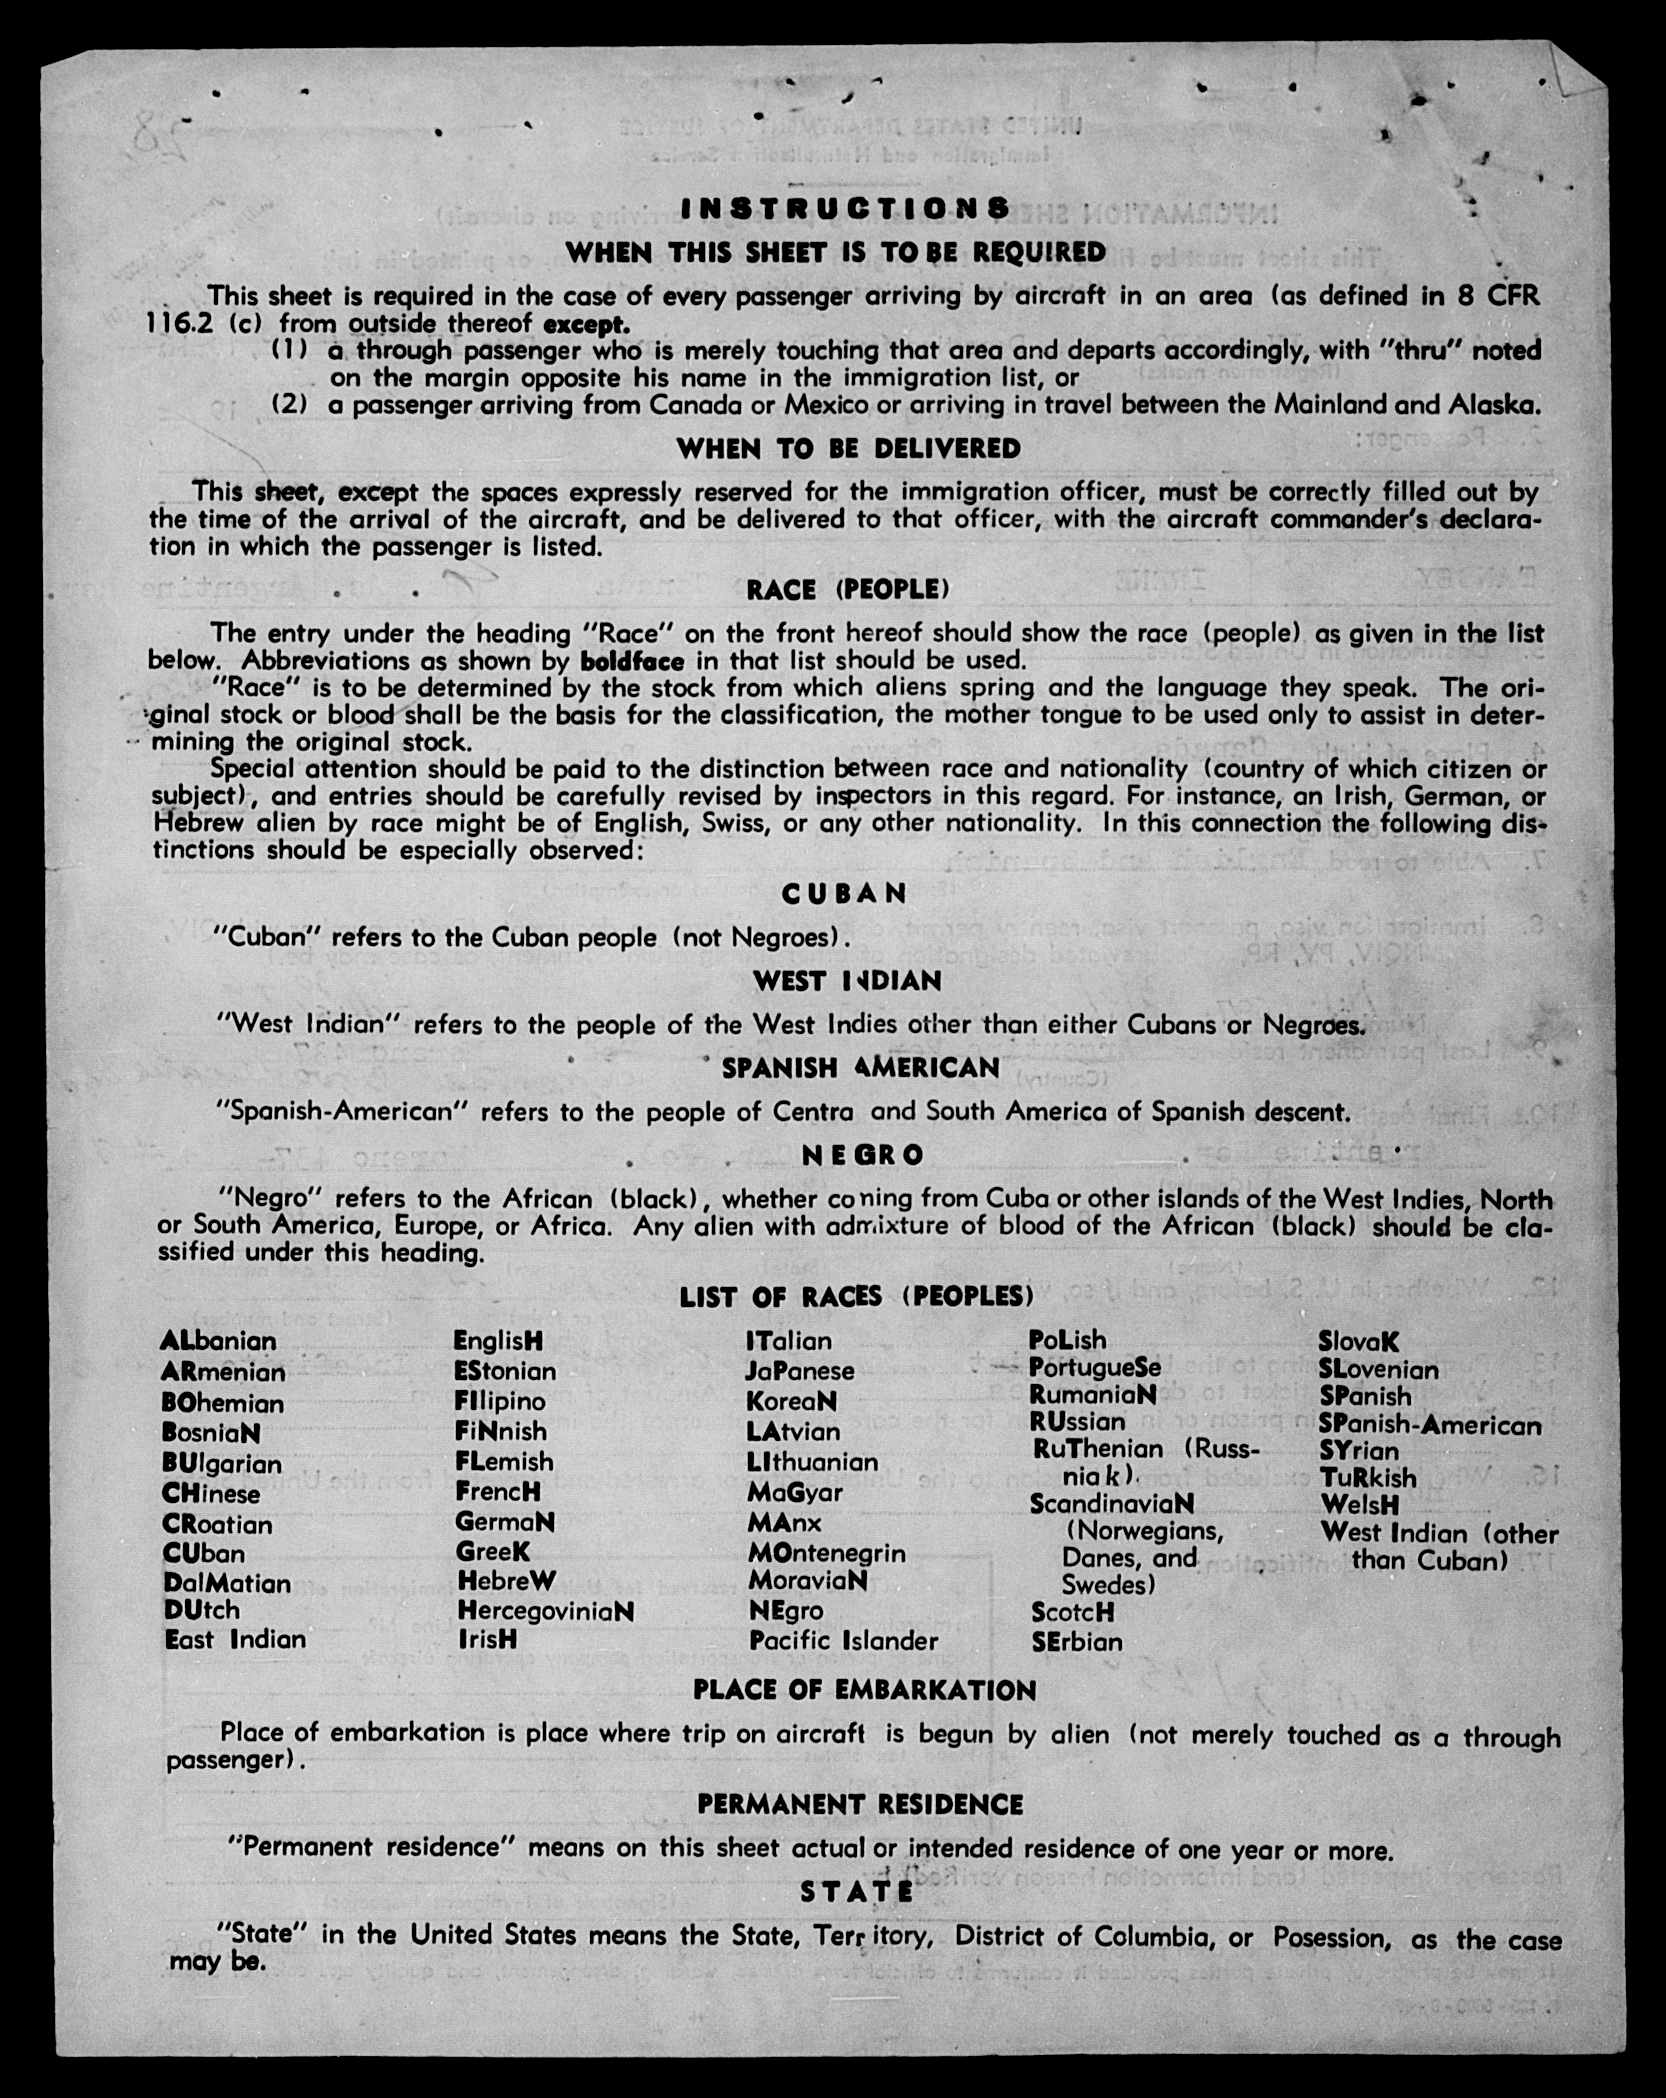 INSTRUCTIONS
WHEN THIS SHEET IS TO BE REQUIRED
This sheet is required in the case of every passenger arriving by aircraft in an area (as defined in 8 CFR
116.2 (c) from outside thereof except.
(1) a through passenger who is merely touching that area and departs accordingly, with "thru" noted
on the margin opposite his name in the immigration list, or
(2) a passenger arriving from Canada or Mexico or arriving in travel between the Mainland and Alaska.
WHEN TO BE DELIVERED
This sheet, except the spaces expressly reserved for the immigration officer, must be correctly filled out by
the time of the arrival of the aircraft, and be delivered to that officer, with the aircraft commander's declara-
tion in which the passenger is listed.
RACE (PEOPLE)
The entry under the heading "Race" on the front hereof should show the race (people) as given in the list
below. Abbreviations as shown by boldface in that list should be used.
"Race" is to be determined by the stock from which aliens spring and the language they speak. The ori-
ginal stock or blood shall be the basis for the classification, the mother tongue to be used only to assist in deter-
mining the original stock.
Special attention should be paid to the distinction between race and nationality (country of which citizen or
subject), and entries should be carefully revised by inspectors in this regard. For instance, an Irish, German, or
Hebrew alien by race might be of English, Swiss, or any other nationality. In this connection the following dis-
tinctions should be especially observed:
CUBAN
"Cuban" refers to the Cuban people (not Negroes).
WEST INDIAN
"West Indian" refers to the people of the West Indies other than either Cubans or Negroes.
SPANISH AMERICAN
"Spanish-American" refers to the people of Centra and South America of Spanish descent.
NEGRO
"Negro" refers to the African (black), whether coming from Cuba or other islands of the West Indies, North
or South America, Europe, or Africa. Any alien with admixture of blood of the African (black) should be cla-
ssified under this heading.
LIST OF RACES (PEOPLES)
ALbanian
ARmenian
BOhemian
BosniaN
BUlgarian
CHinese
CRoatian
CUban
DalMatian
DUtch
East Indian
EnglisH
EStonian
FIlipino
FiNnish
FLemish
FrencH
GermaN
GreeK
HebreW
HercegoviniaN
IrisH
ITalian
JaPanese
KoreaN
LAtvian
LIthuanian
MaGyar
MAnx
MOntenegrin
MoraviaN
NEgro
Pacific Islander
PoLish
PortugueSe
RumaniaN
RUssian
RuThenian (Russ-
niak).
ScandinaviaN
(Norwegians,
Danes, and
Swedes)
ScotcH
SErbian
SlovaK
SLovenian
SPanish
SPanish-American
SYrian
TuRkish
WelsH
West Indian (other
than Cuban)
PLACE OF EMBARKATION
Place of embarkation is place where trip on aircraft is begun by alien (not merely touched as a through
passenger).
PERMANENT RESIDENCE
"Permanent residence" means on this sheet actual or intended residence of one year or more.
STATE
"State" in the United States means the State, Territory, District of Columbia, or Posession, as the case
may be.